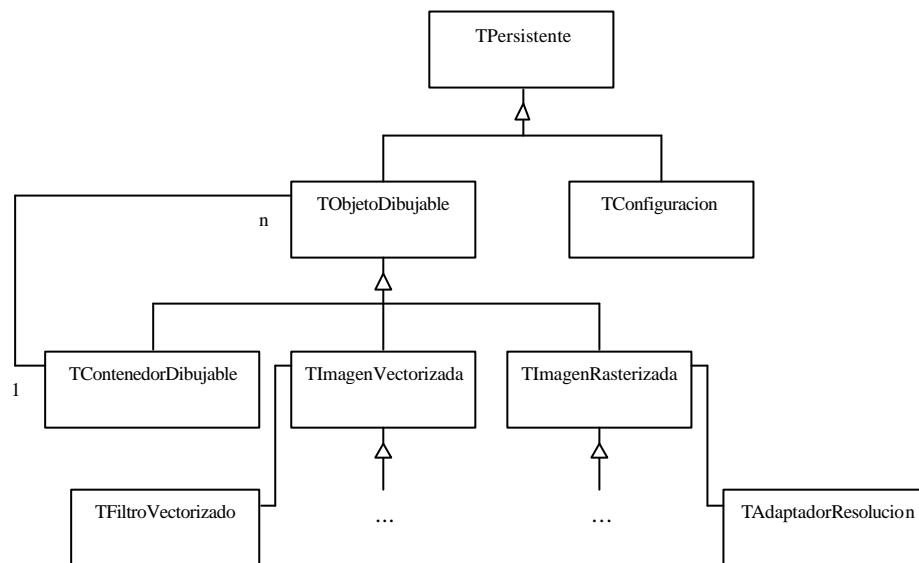 TPersistente
TObjetoDibujable
TConfiguracion
n
TContenedorDibujable
TImagenVectorizada
TImagenRasterizada
1
TFiltroVectorizado
...
...
TAdaptadorResolucion